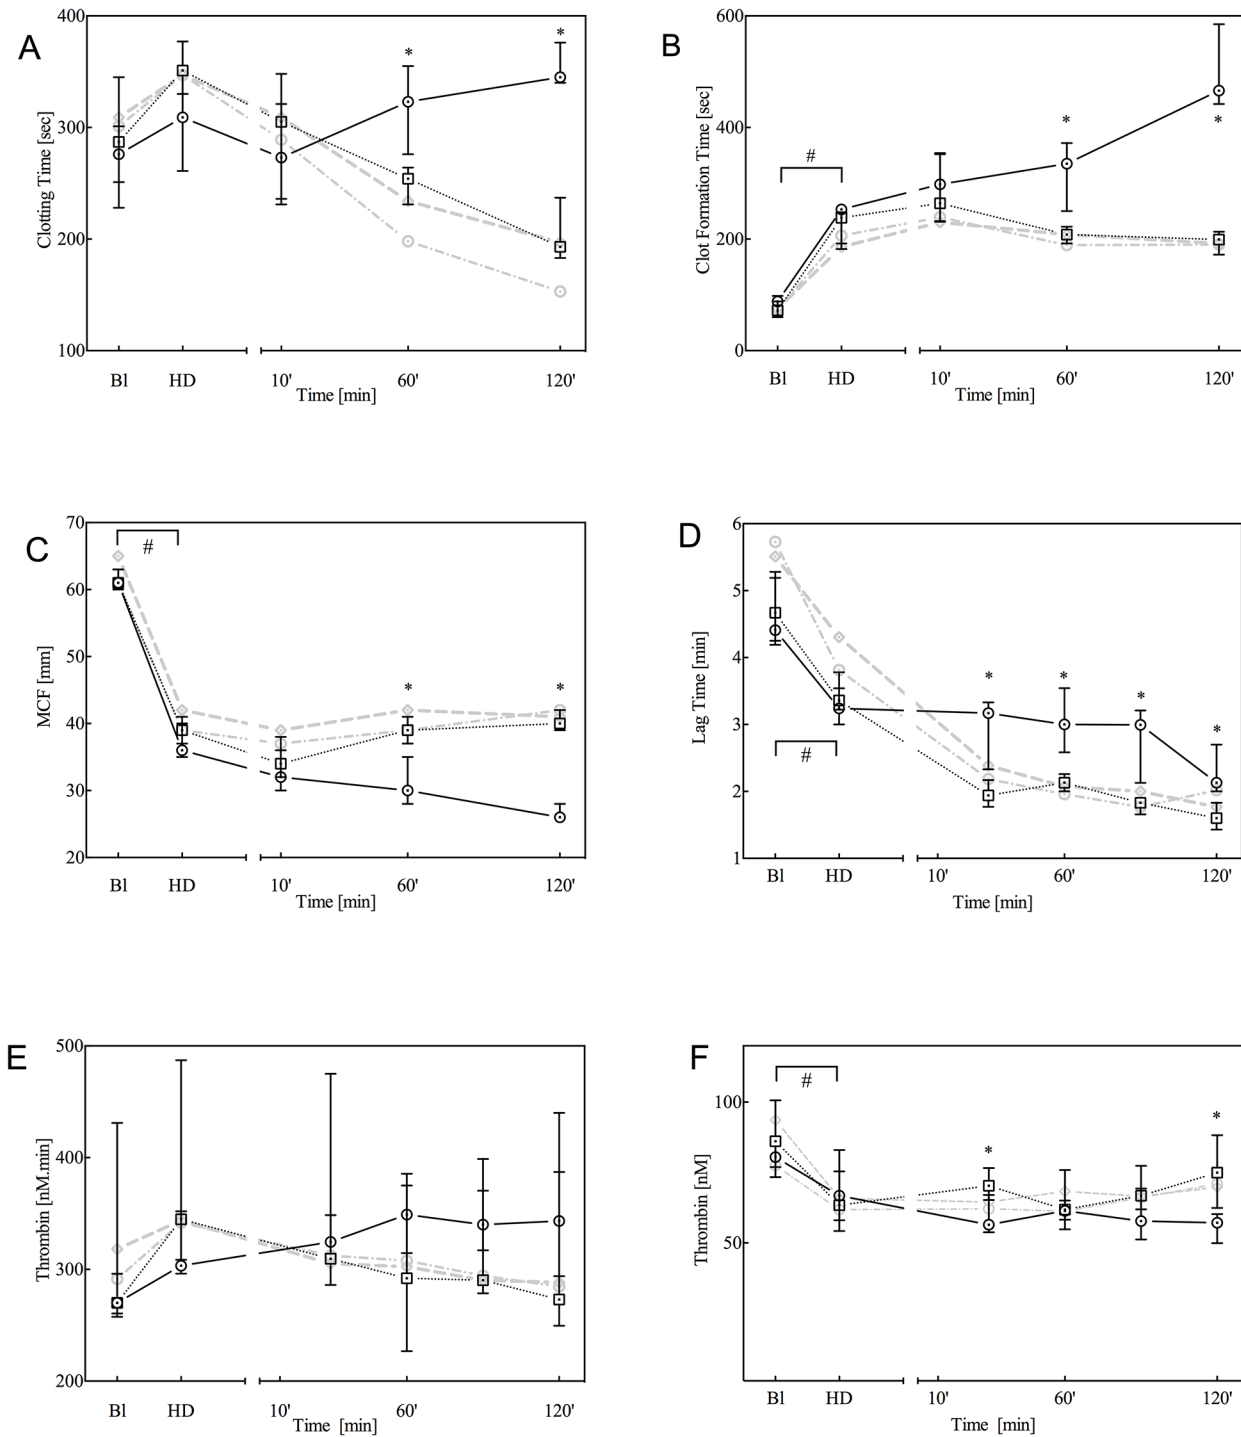 A
400
300
200
100
Clotting Time [sec]
*
*
Bl HD 10' 60' 120'
Time [min]
B
600
400
200
0
Clot Formation Time [sec]
#
*
*
Bl HD 10' 60' 120'
Time [min]
C
70
60
50
40
30
20
MCF [mm]
#
*
*
Bl HD 10' 60' 120'
Time [min]
D
6
5
4
3
2
1
Lag Time [min]
#
*
*
*
*
Bl HD 10' 60' 120'
Time [min]
E
500
400
300
200
Thrombin [nM.min]
Bl HD 10' 60' 120'
Time [min]
F
100
50
Thrombin [nM]
#
*
*
Bl HD 10' 60' 120'
Time [min]